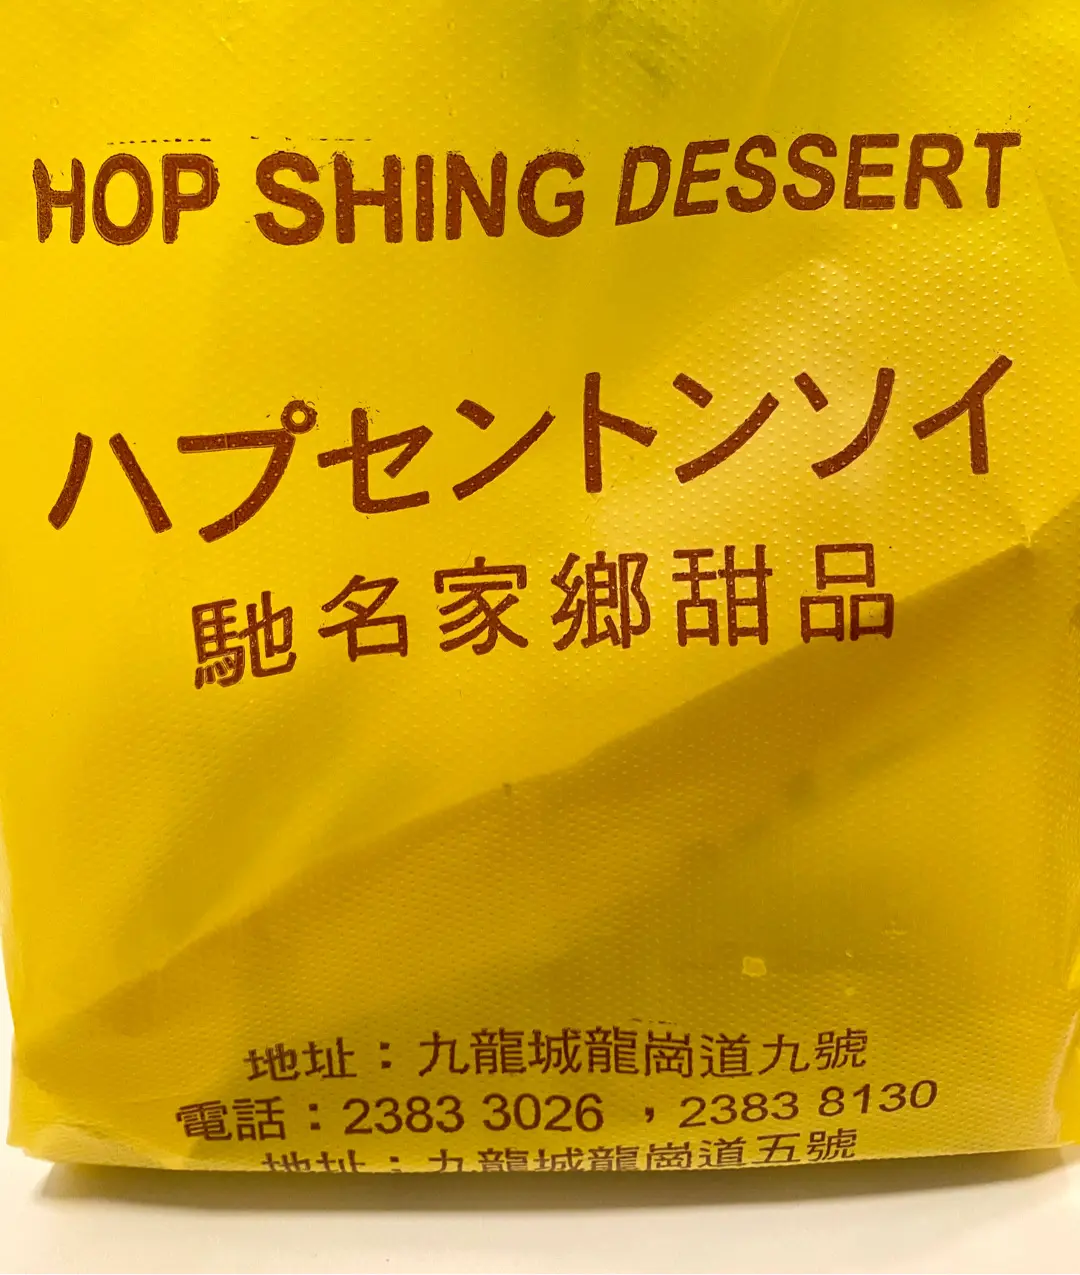 HOP SHING DESSERT
ハプセントンソイ
馳名家鄉甜品
地址：九龍城龍崗道九號
電話：2383 3026 ，2383 8130
地址：九龍城龍崗道五號